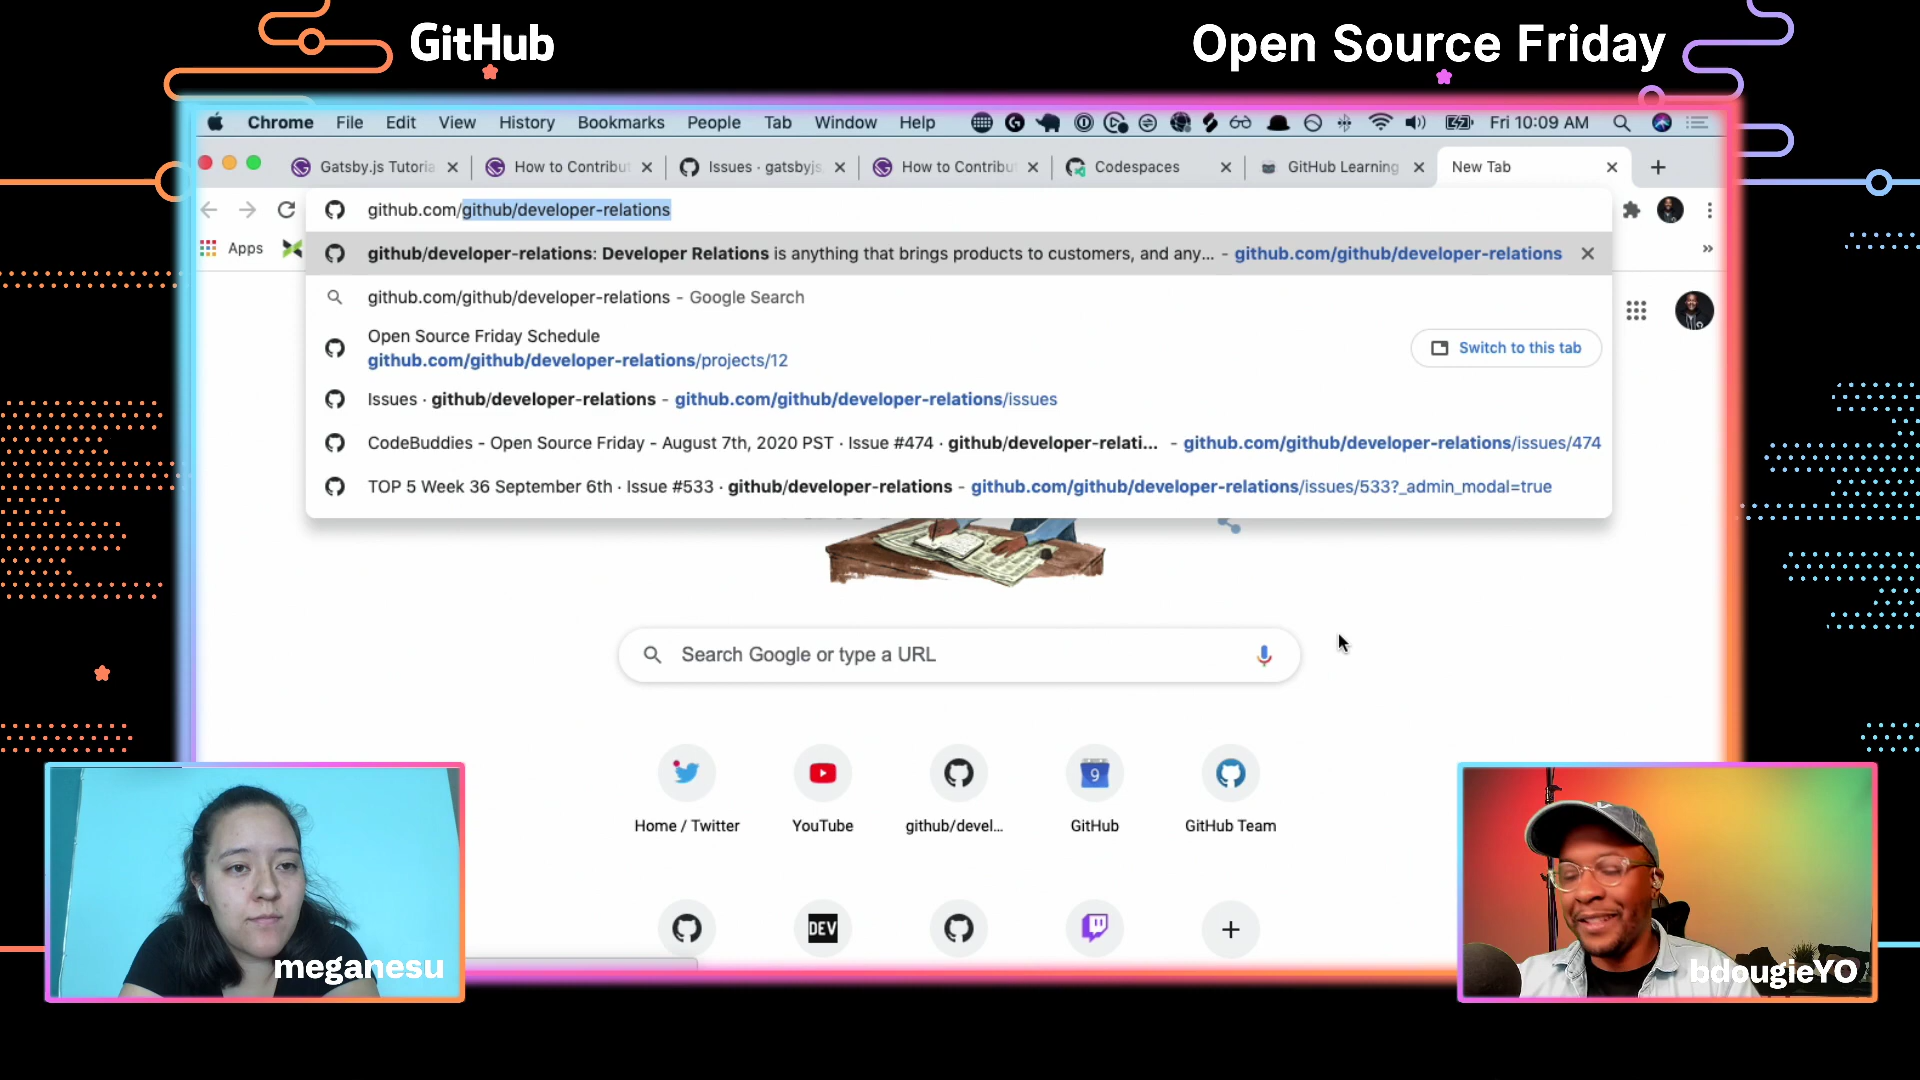 GitHub
Open Source Friday
Chrome File Edit View History Bookmarks People Tab Window Help Fri 10:09 AM
Gatsby.js Tutoria How to Contribut Issues · gatsbyjs How to Contribu Codespaces GitHub Learning New Tab
github.com/github/developer-relations
Apps
github/developer-relations: Developer Relations is anything that brings products to customers, and any... - github.com/github/developer-relations
github.com/github/developer-relations - Google Search
Open Source Friday Schedule
github.com/github/developer-relations/projects/12
Switch to this tab
Issues · github/developer-relations - github.com/github/developer-relations/issues
CodeBuddies - Open Source Friday - August 7th, 2020 PST · Issue #474 · github/developer-relati... - github.com/github/developer-relations/issues/474
TOP 5 Week 36 September 6th · Issue #533 · github/developer-relations - github.com/github/developer-relations/issues/533?_admin_modal=true
Search Google or type a URL
9
Home / Twitter YouTube github/devel... GitHub GitHub Team
DEV
meganesu
bdougieYO